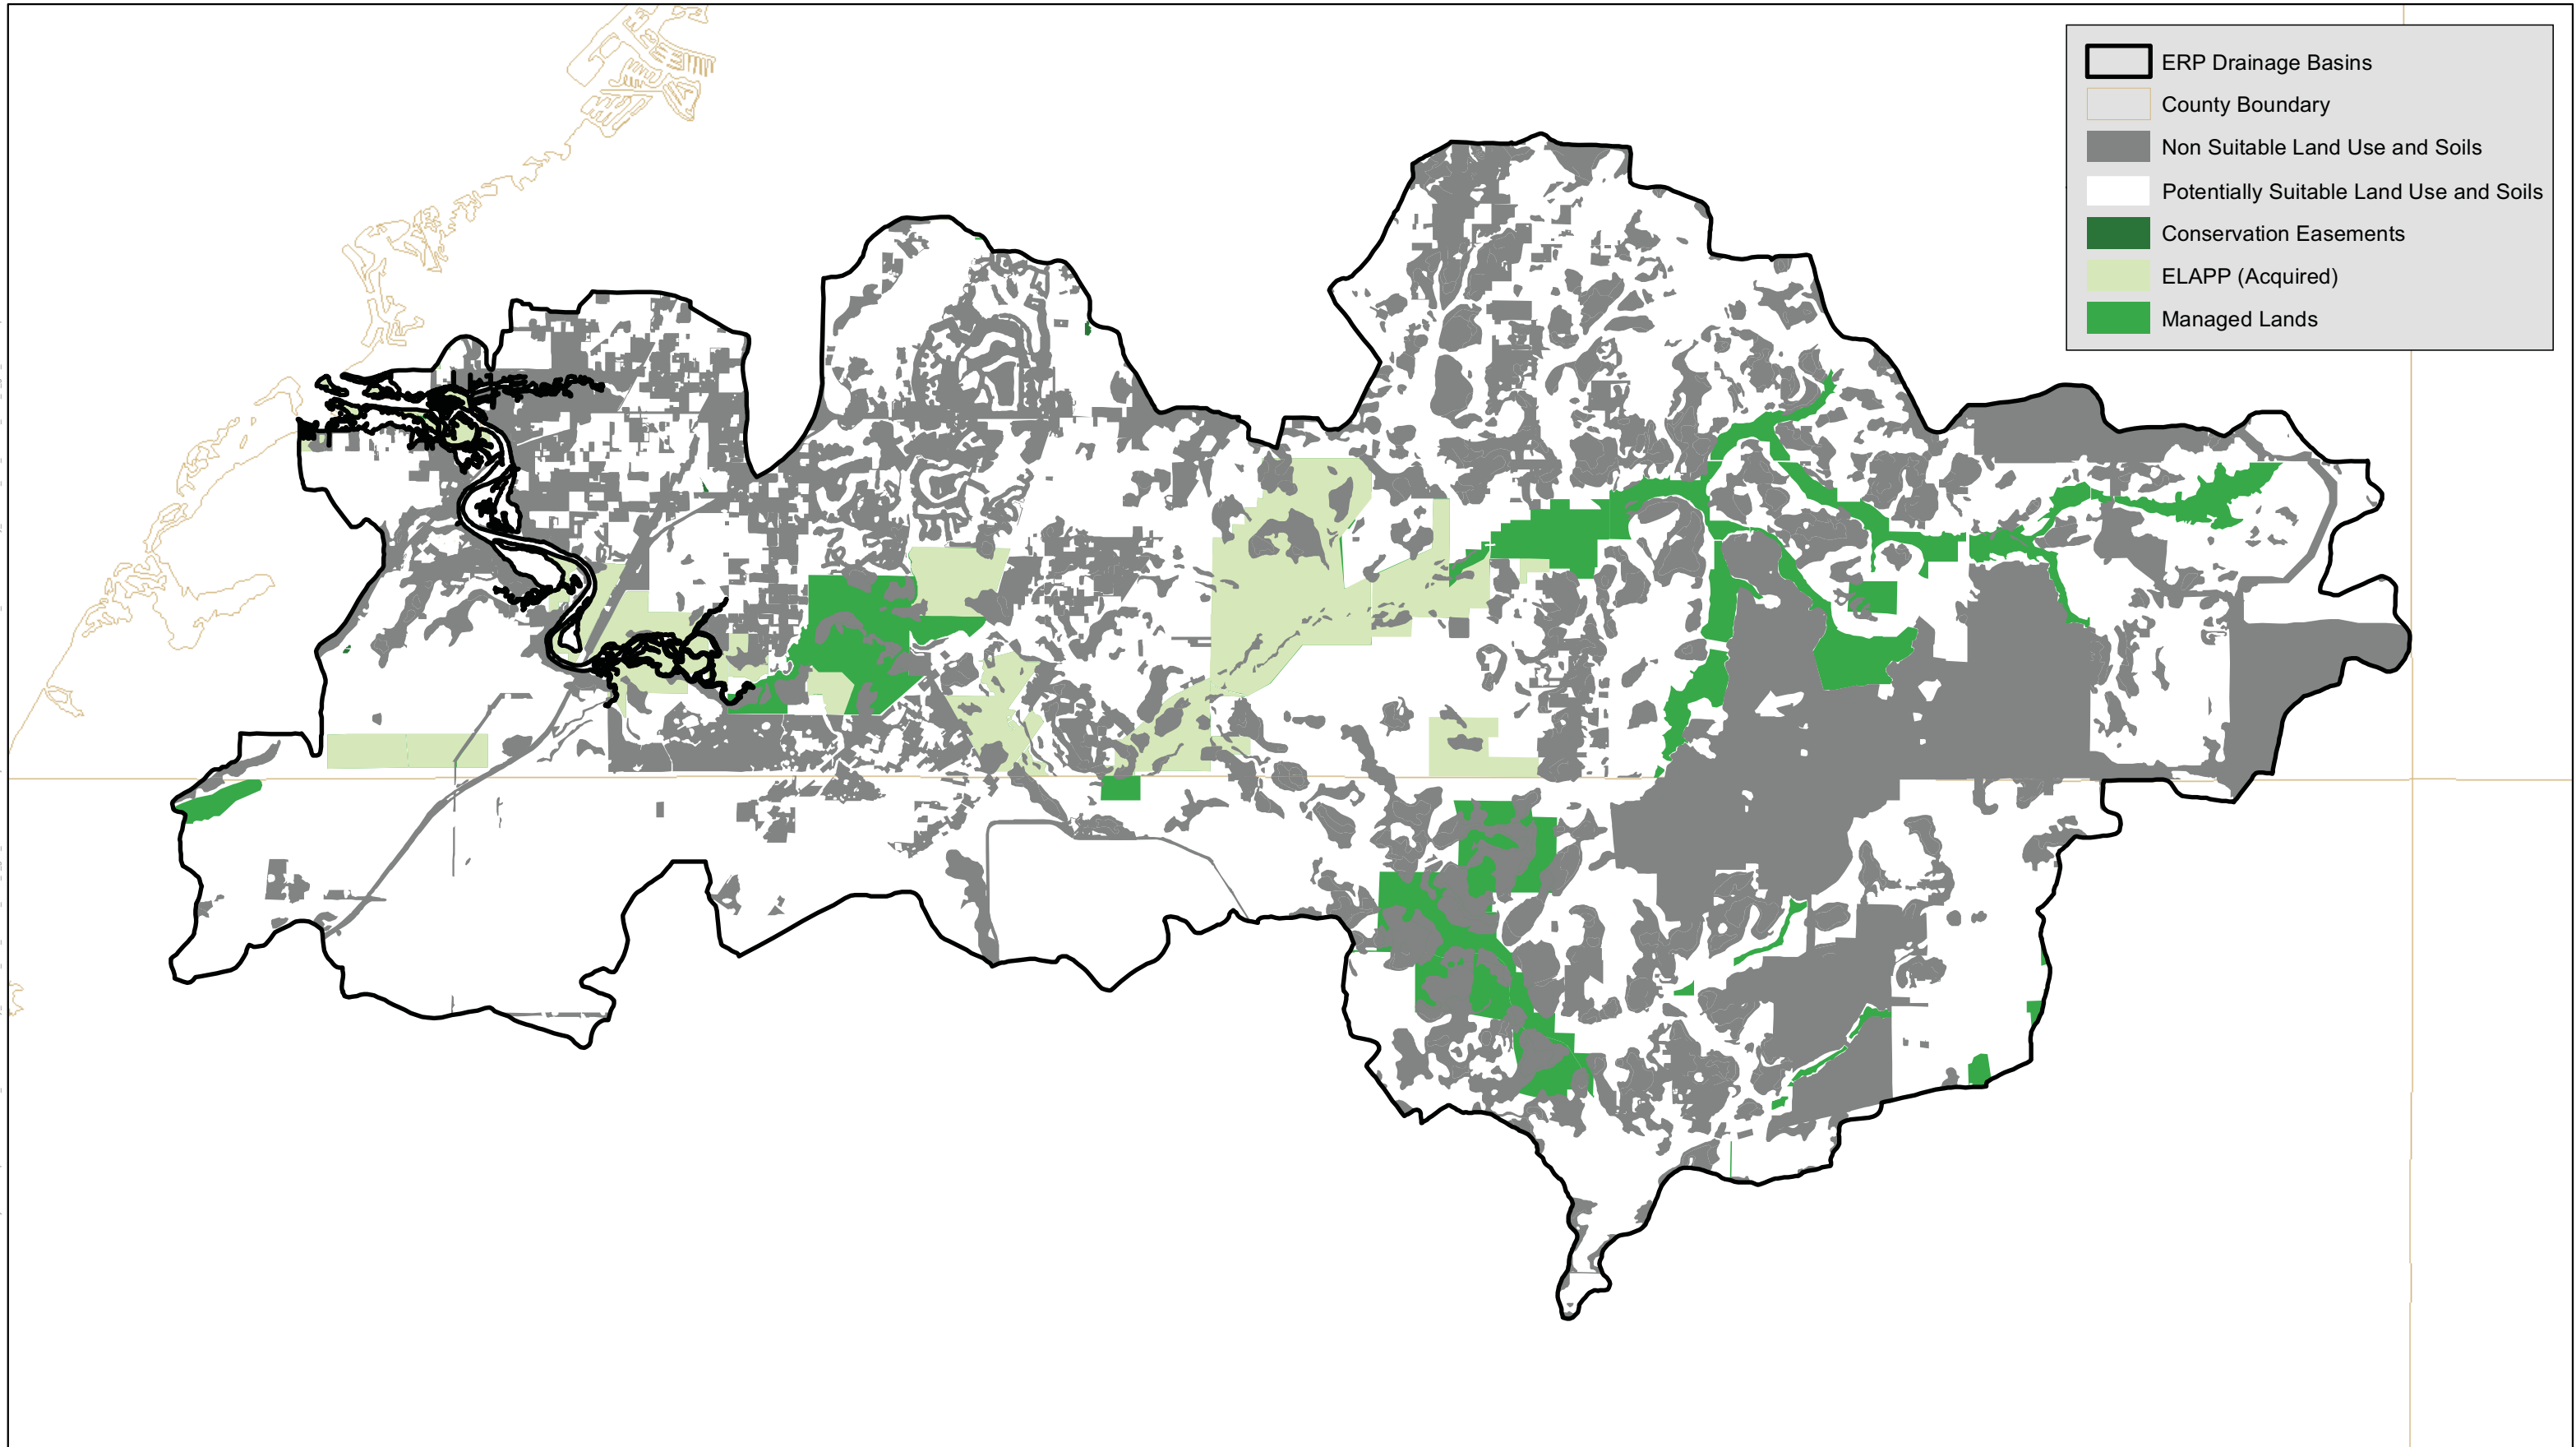 ERP Drainage Basins
County Boundary
Non Suitable Land Use and Soils
Potentially Suitable Land Use and Soils
Conservation Easements
ELAPP (Acquired)
Managed Lands